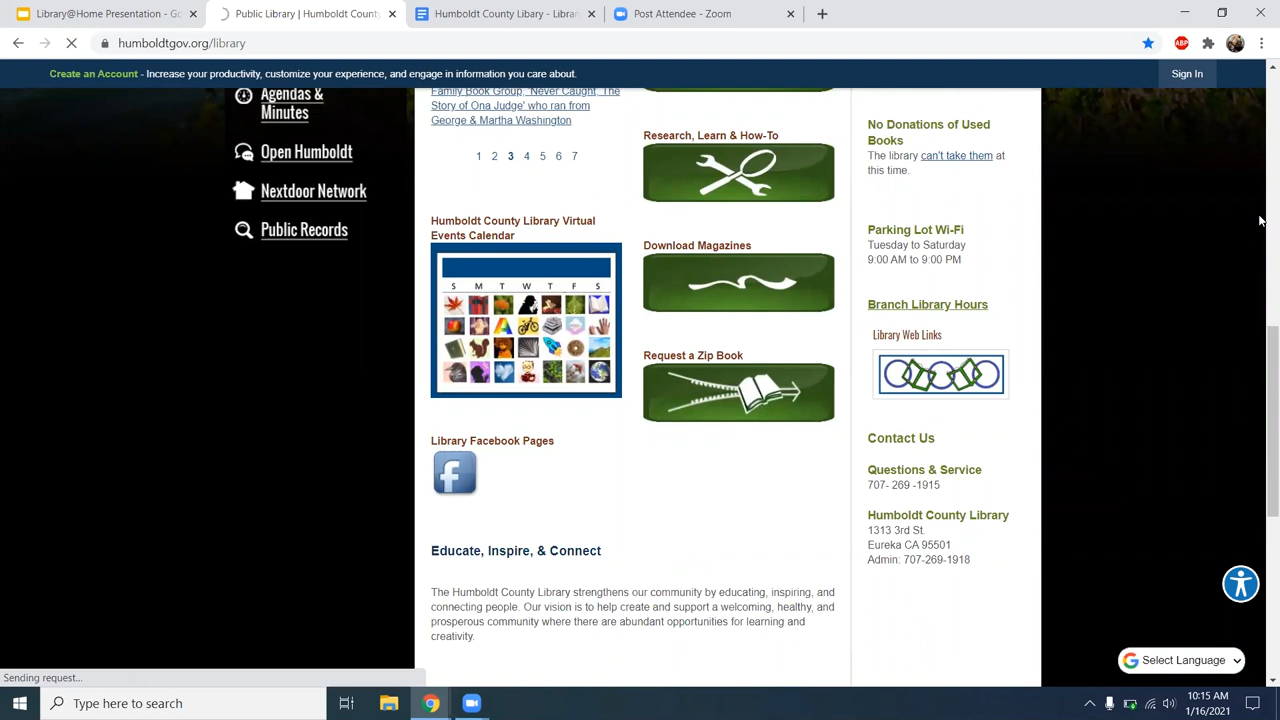 Library@Home Presentation - Go
Public Library | Humboldt County
Humboldt County Libary - Librar
Post Attendee - Zoom
humboldtgov.org/library
ABP
Create an Account - Increase your productivity, customize your experience, and engage in information you care about.
Sign In
Agendas &
Minutes
Open Humboldt
Nextdoor Network
Public Records
Family Book Group, 'Never Caught, The
Story of Ona Judge' who ran from
George & Martha Washington
1 2 3 4 5 6 7
Humboldt County Library Virtual
Events Calendar
S M T W T F S
Library Facebook Pages
f
Research, Learn & How-To
Download Magazines
Request a Zip Book
Educate, Inspire, & Connect
The Humboldt County Library strengthens our community by educating, inspiring, and
connecting people. Our vision is to help create and support a welcoming, healthy, and
prosperous community where there are abundant opportunities for learning and
creativity.
No Donations of Used
Books
The library can't take them at
this time.
Parking Lot Wi-Fi
Tuesday to Saturday
9:00 AM to 9:00 PM
Branch Library Hours
Library Web Links
Contact Us
Questions & Service
707- 269 -1915
Humboldt County Library
1313 3rd St.
Eureka CA 95501
Admin: 707-269-1918
Select Language
Sending request...
Type here to search
10:15 AM
1/16/2021